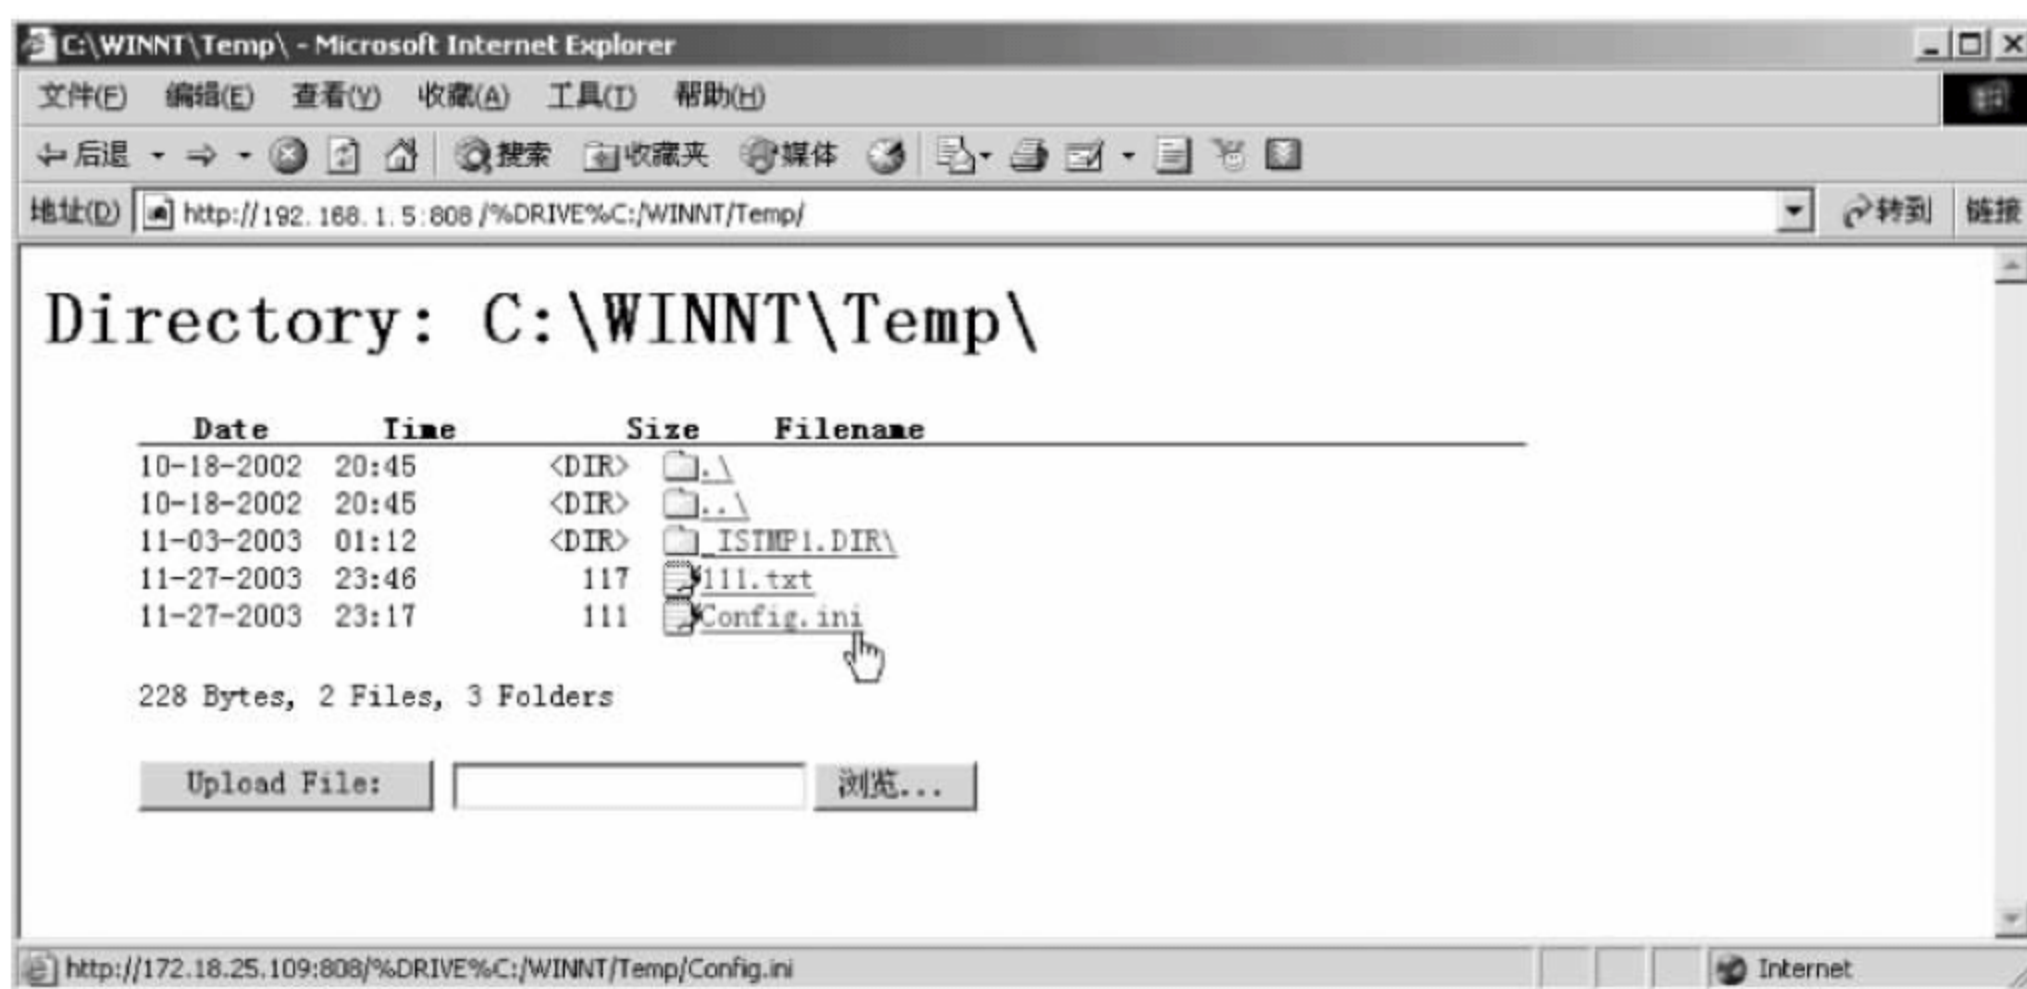 C:\WINNT\Temp\ - Microsoft Internet Explorer
文件(F) 编辑(E) 查看(V) 收藏(A) 工具(T) 帮助(H)
后退 搜索 收藏夹 媒体
地址(D) http://192.168.1.5:808/%DRIVE%C:/WINNT/Temp/ 转到 链接
Directory: C:\WINNT\Temp\
Date Time Size Filename
10-18-2002 20:45 <DIR> .\
10-18-2002 20:45 <DIR> ..\
11-03-2003 01:12 <DIR> _ISTMP1.DIR\
11-27-2003 23:46 117 111.txt
11-27-2003 23:17 111 Config.ini
228 Bytes, 2 Files, 3 Folders
Upload File: 浏览...
http://172.18.25.109:808/%DRIVE%C:/WINNT/Temp/Config.ini Internet